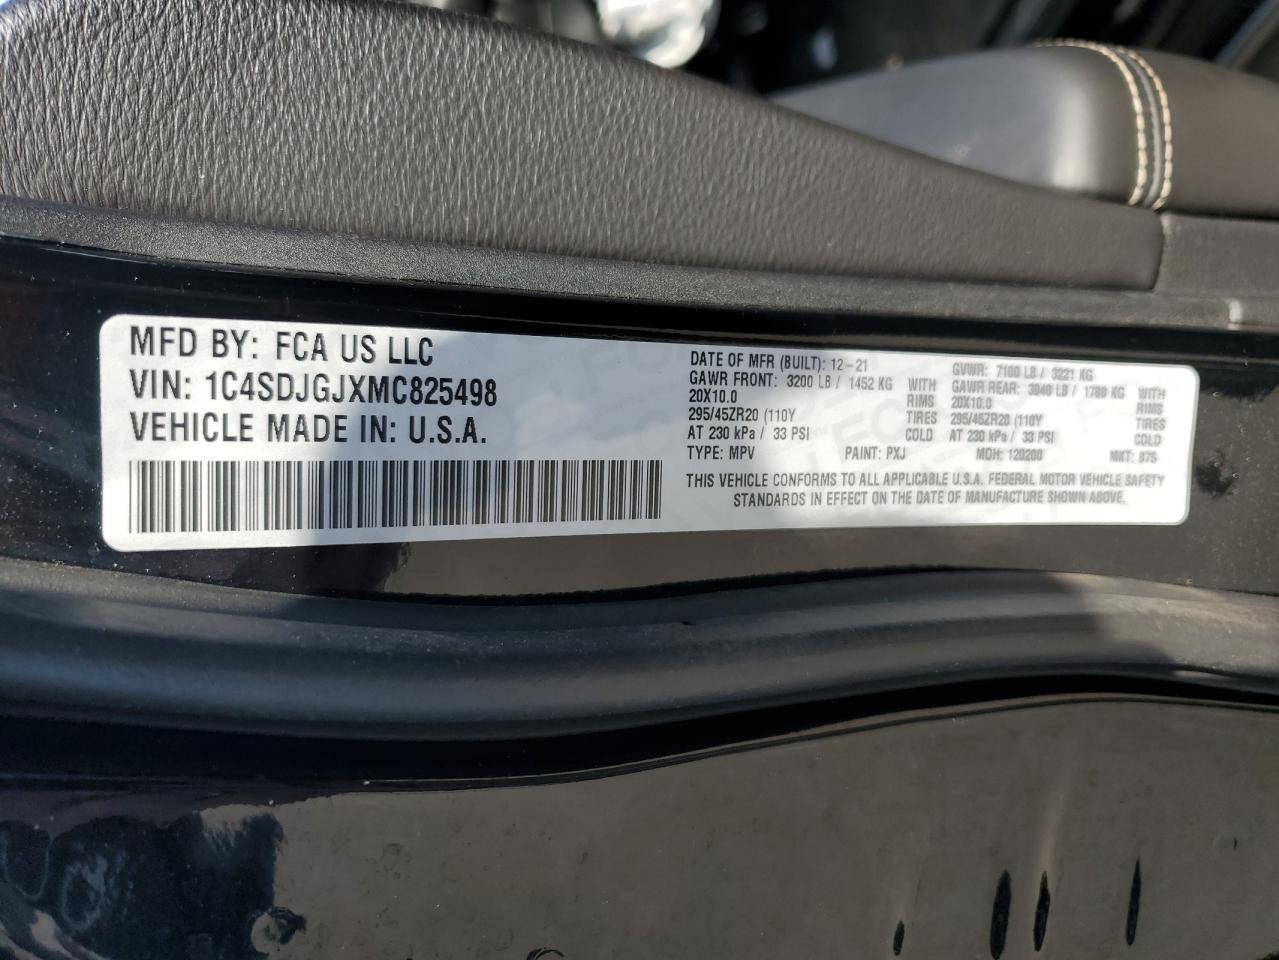 MFD BY: FCA US LLC
VIN: 1C4SDJGJXMC825498
VEHICLE MADE IN: U.S.A.
DATE OF MFR (BUILT): 12-21 GVWR: 7100 LB / 3221 KG
GAWR FRONT: 3200 LB / 1452 KG WITH GAWR REAR: 3940 LB / 1788 KG WITH
20X10.0 RIMS 20X10.0 RIMS
295/45ZR20 (110Y TIRES 295/45ZR20 (110Y TIRES
AT 230 kPa / 33 PSI COLD AT 230 kPa / 33 PSI COLD
TYPE: MPV PAINT: PXJ MDH: 120200 MKT: 975
THIS VEHICLE CONFORMS TO ALL APPLICABLE U.S.A. FEDERAL MOTOR VEHICLE SAFETY
STANDARDS IN EFFECT ON THE DATE OF MANUFACTURE SHOWN ABOVE.